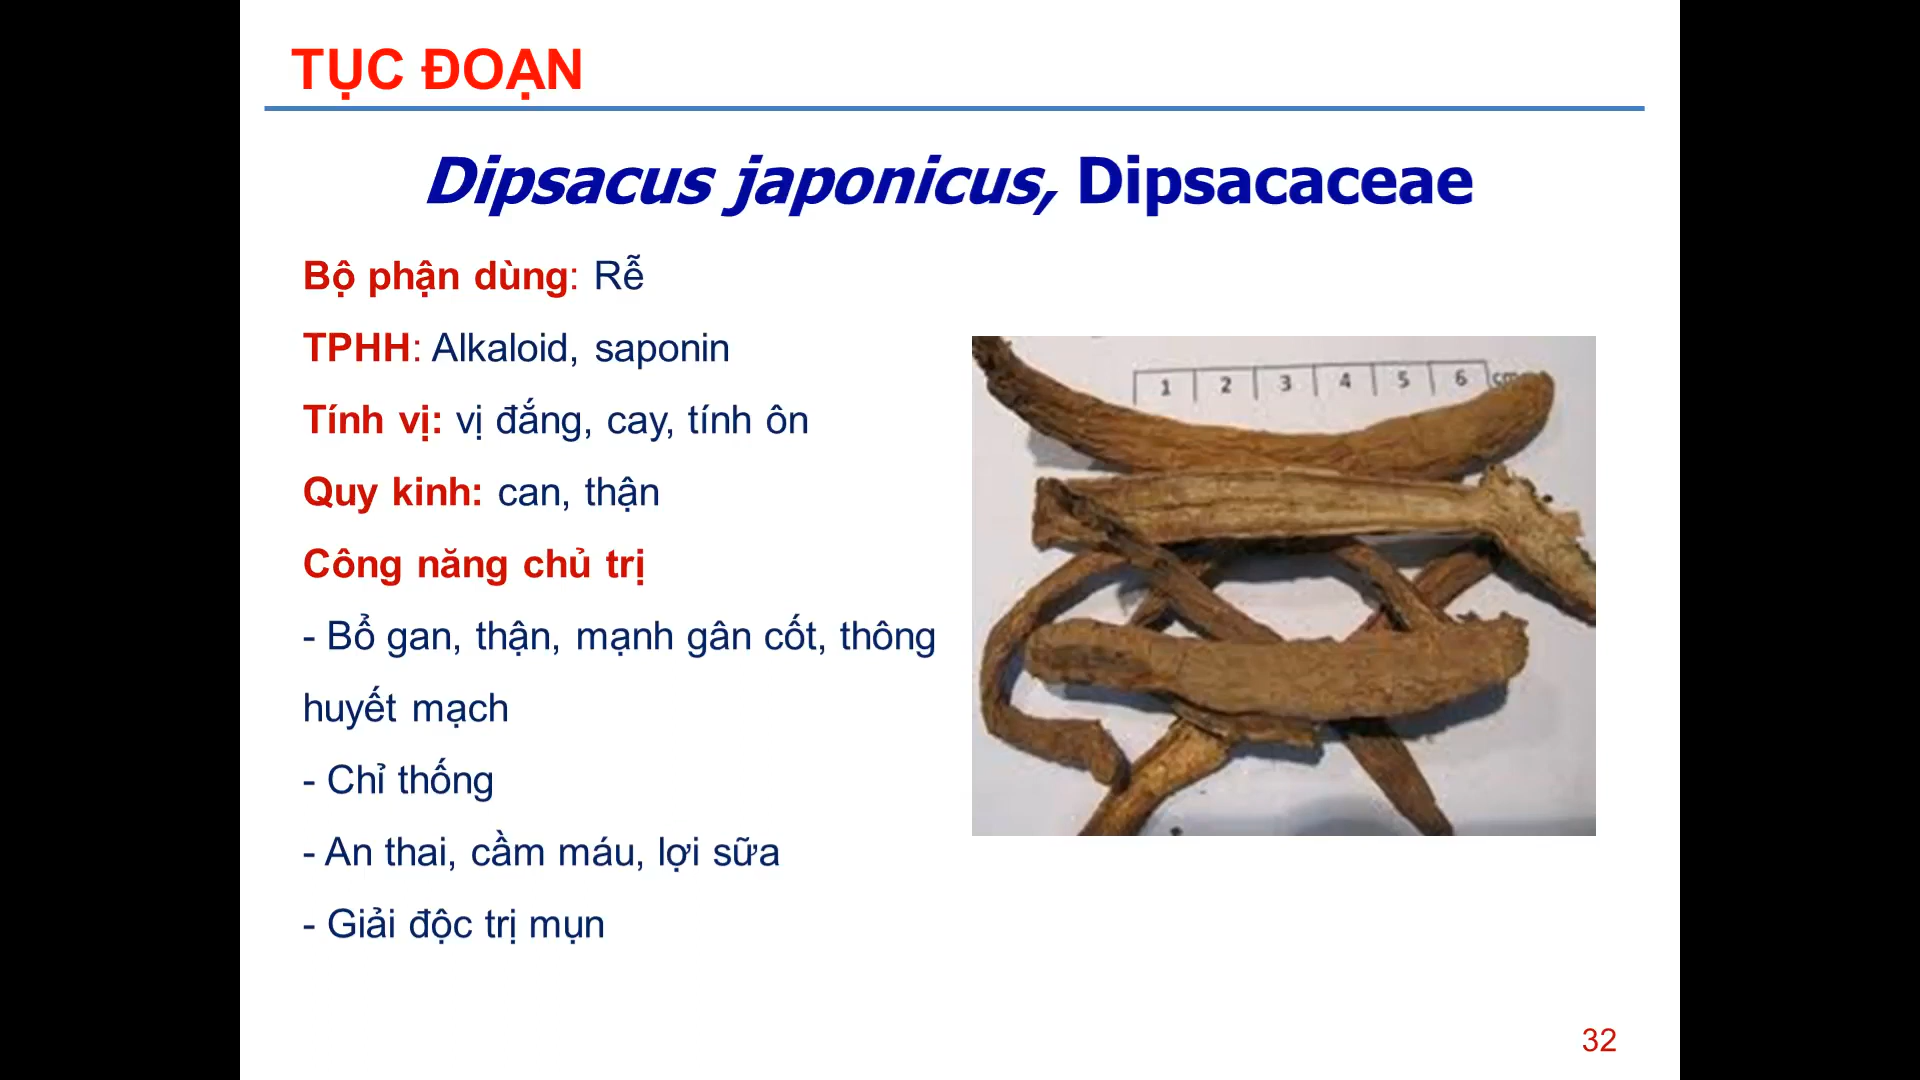 TỤC ĐOẠN
Dipsacus japonicus, Dipsacaceae
Bộ phận dùng: Rễ
TPHH: Alkaloid, saponin
Tính vị: vị đắng, cay, tính ôn
Quy kinh: can, thận
Công năng chủ trị
- Bổ gan, thận, mạnh gân cốt, thông
huyết mạch
- Chỉ thống
- An thai, cầm máu, lợi sữa
- Giải độc trị mụn
1 2 3 4 5 6 cm
32